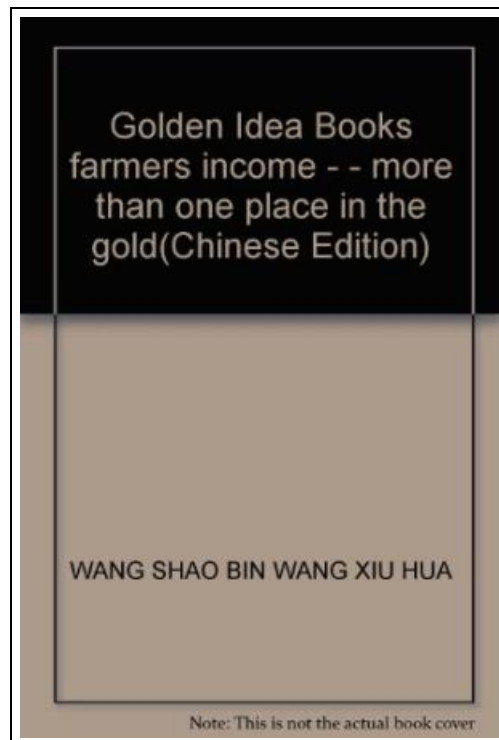 Golden Idea Books
farmers income - - more
than one place in the
gold(Chinese Edition)
WANG SHAO BIN WANG XIU HUA
Note: This is not the actual book cover